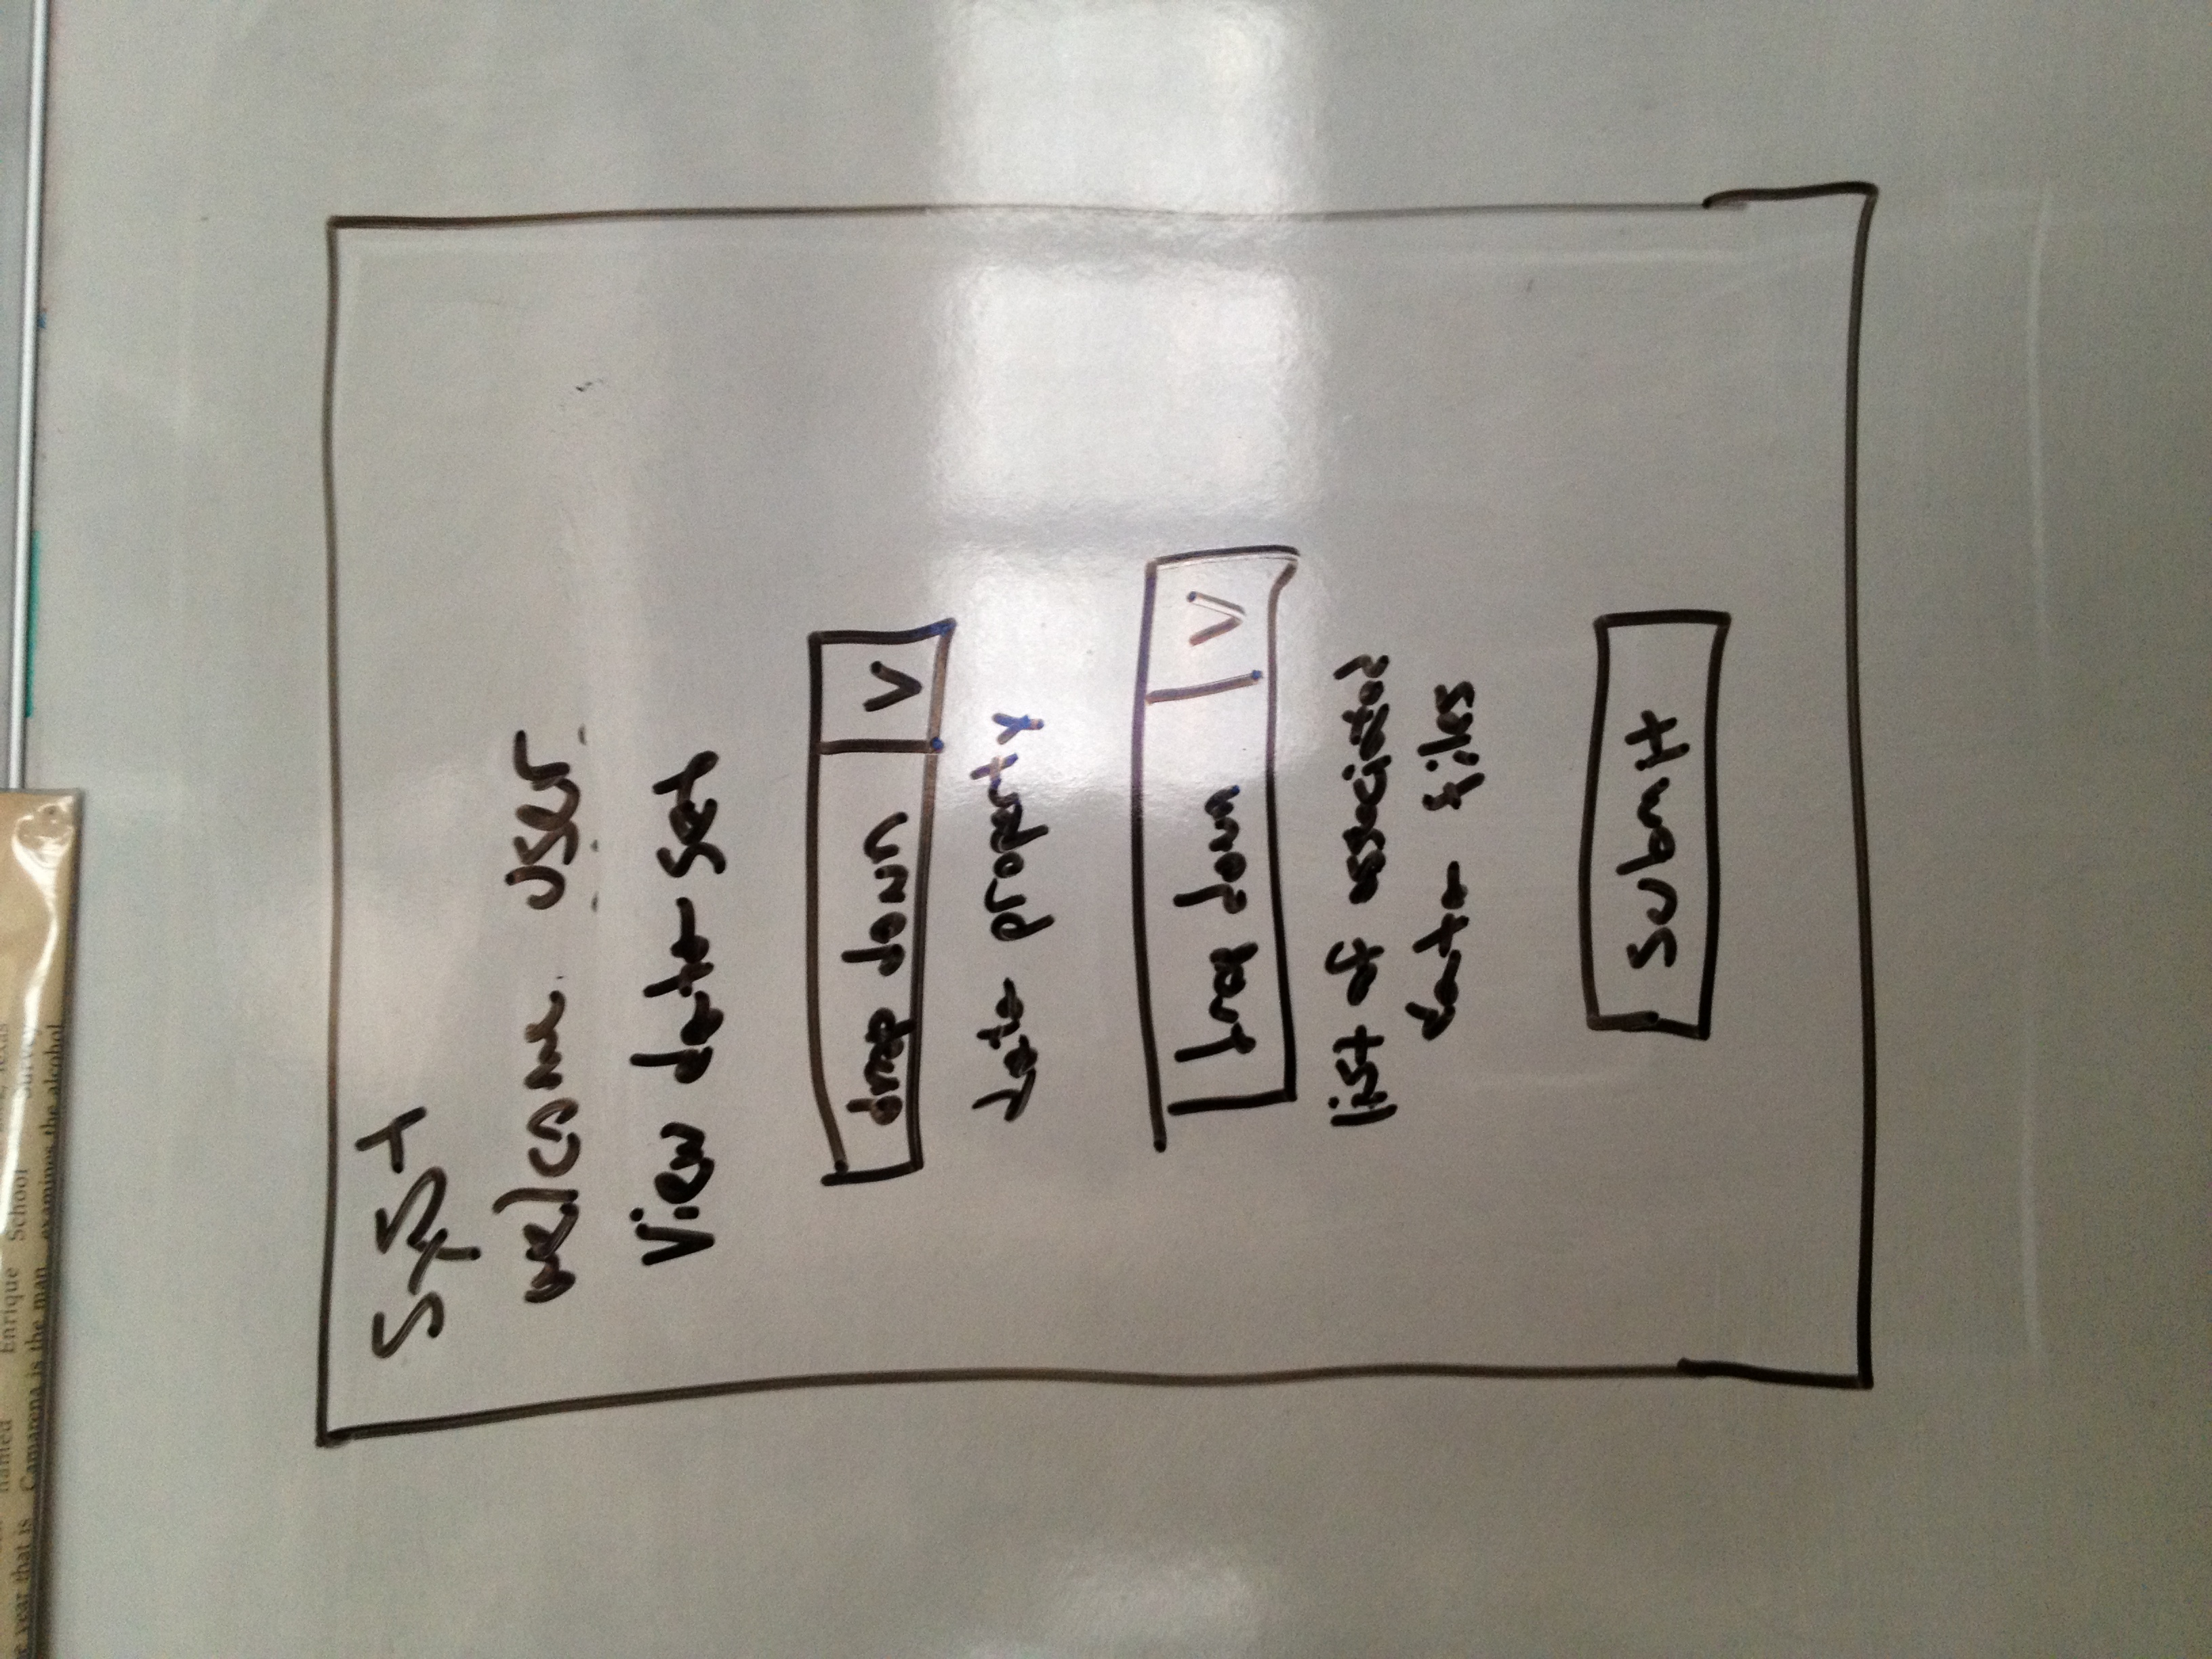 named Enrique School Survey Texas
e year that is Camarena is the man examines the alcohol
SySt
welcome user
View data set
drop down V
data property
drop down V
list of associated
data files
Submit